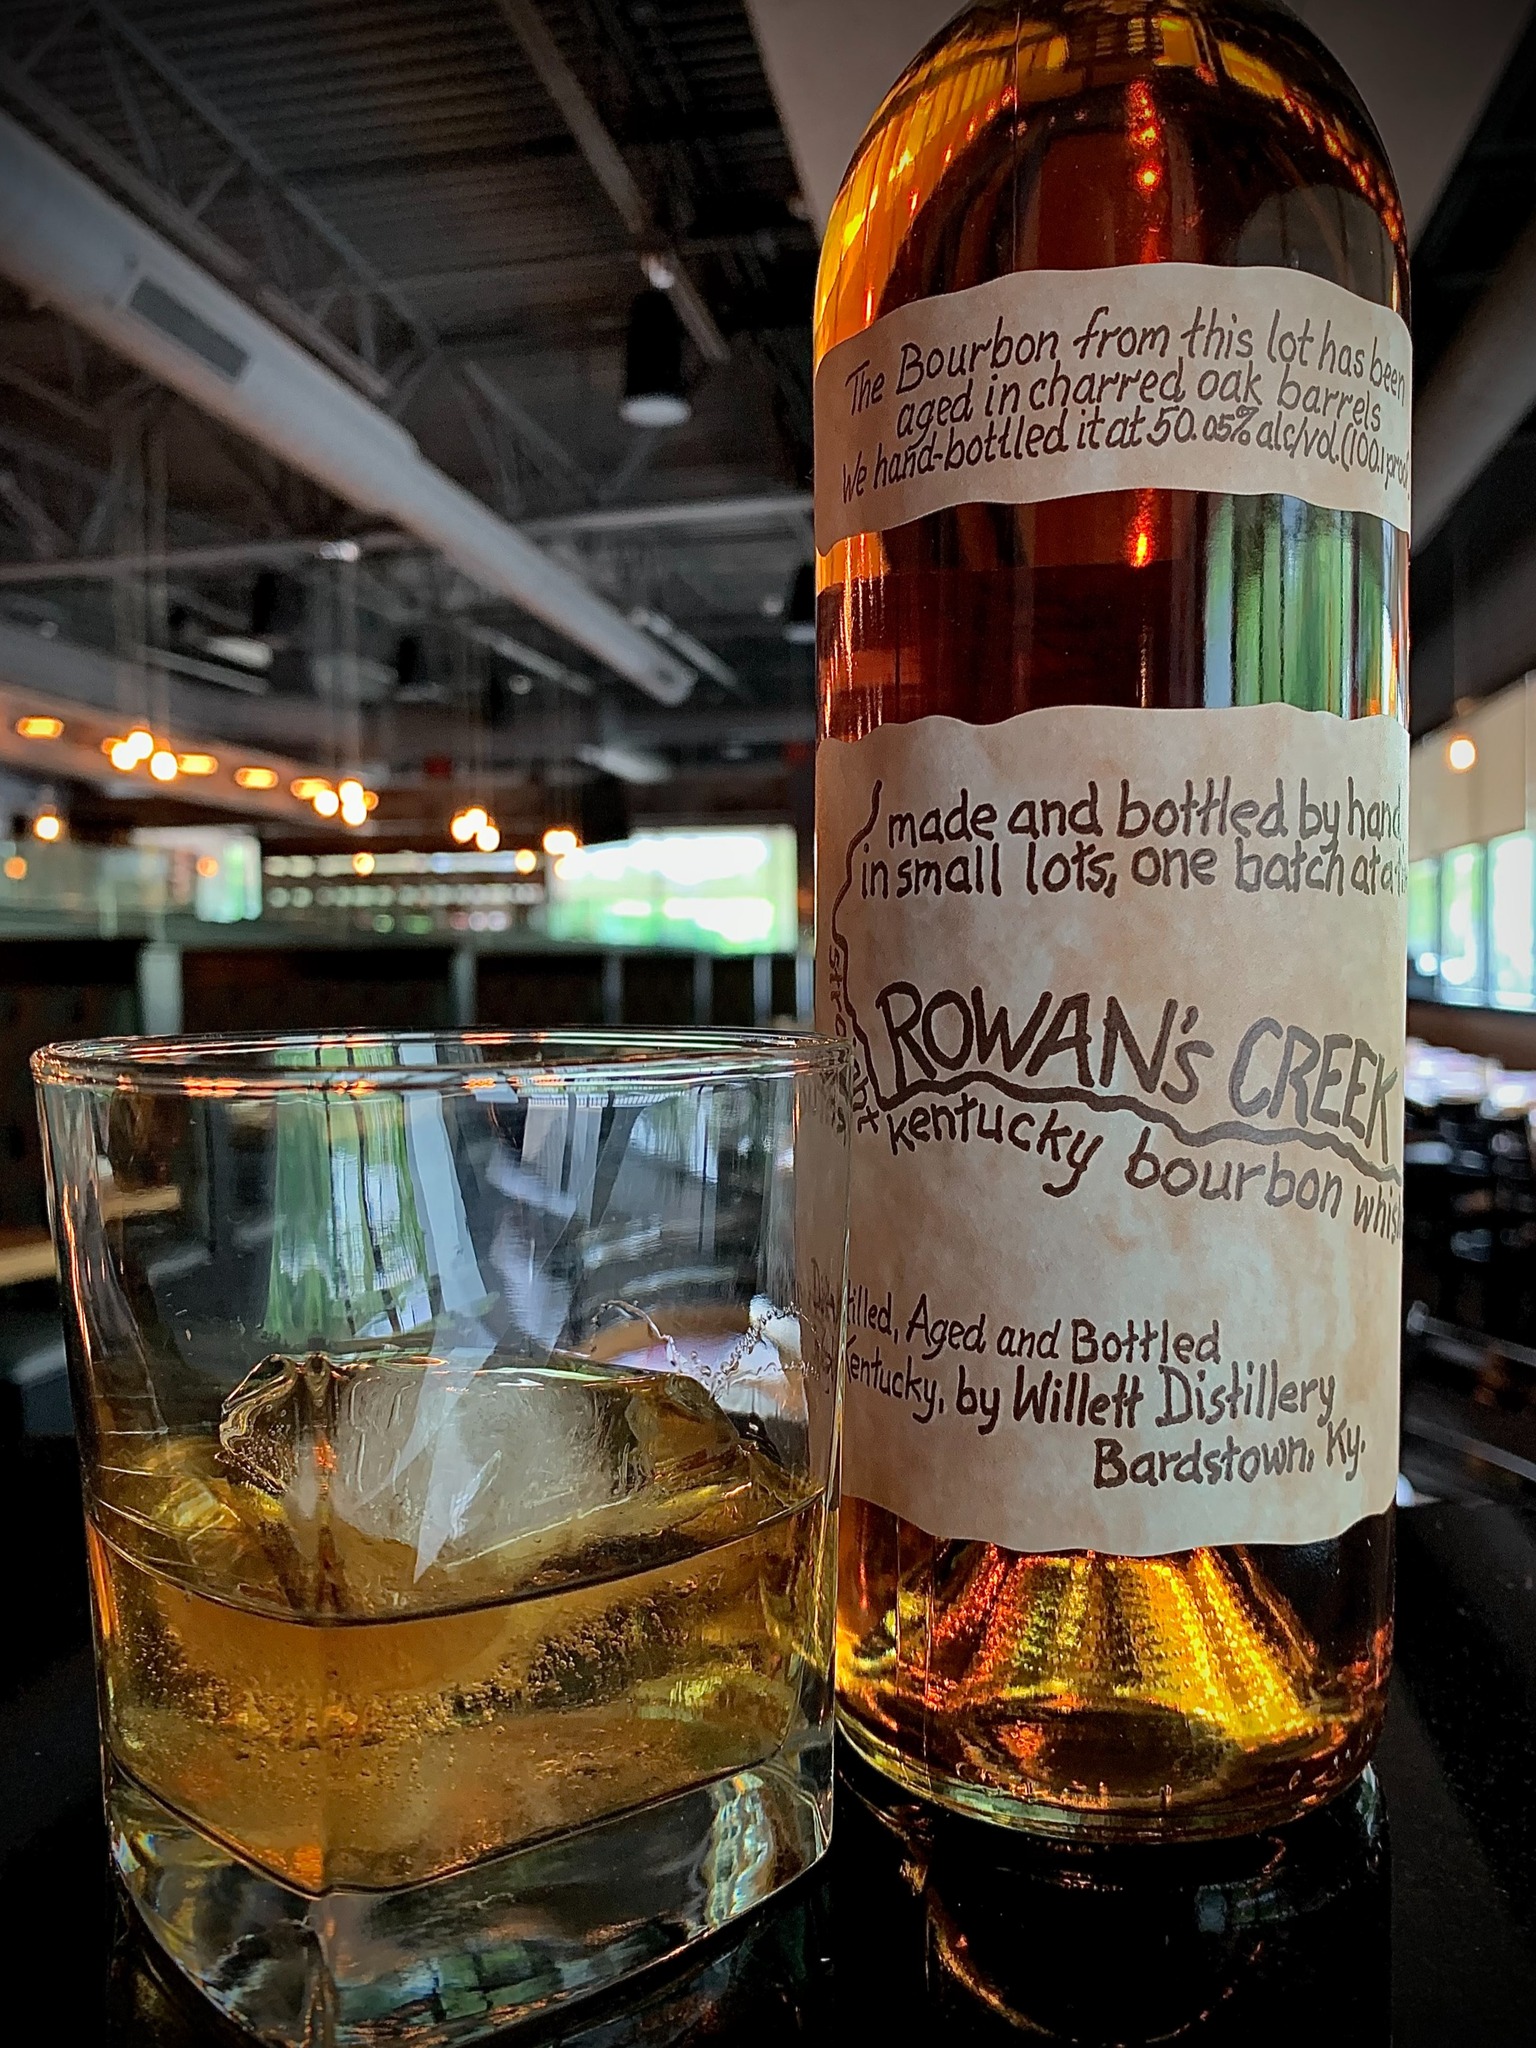 The Bourbon from this lot has been
aged in charred oak barrels
We hand-bottled it at 50.05% alc/vol. (100.1 proof
made and bottled by hand
in small lots, one batch at a
straight
ROWAN's CREEK
kentucky bourbon
Aged and Bottled
Kentucky, by Willett Distillery
Bardstown, Ky.